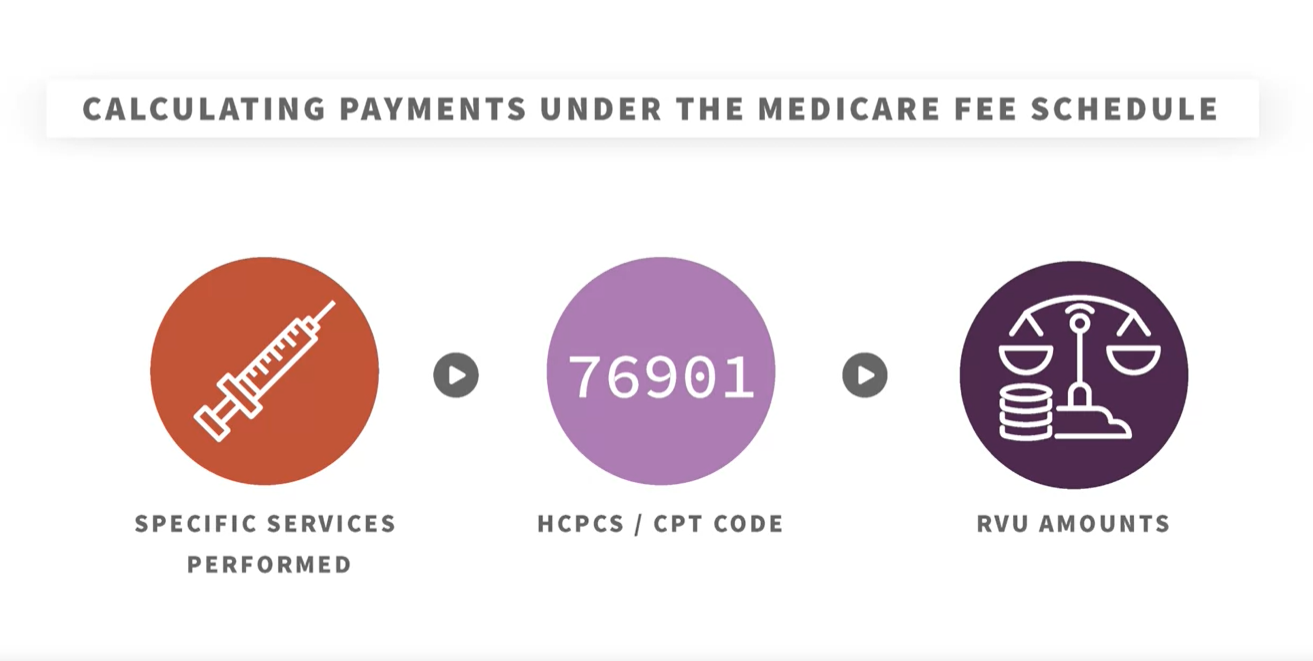 CALCULATING PAYMENTS UNDER THE MEDICARE FEE SCHEDULE
76901
SPECIFIC SERVICES
PERFORMED
HCPCS / CPT CODE
RVU AMOUNTS